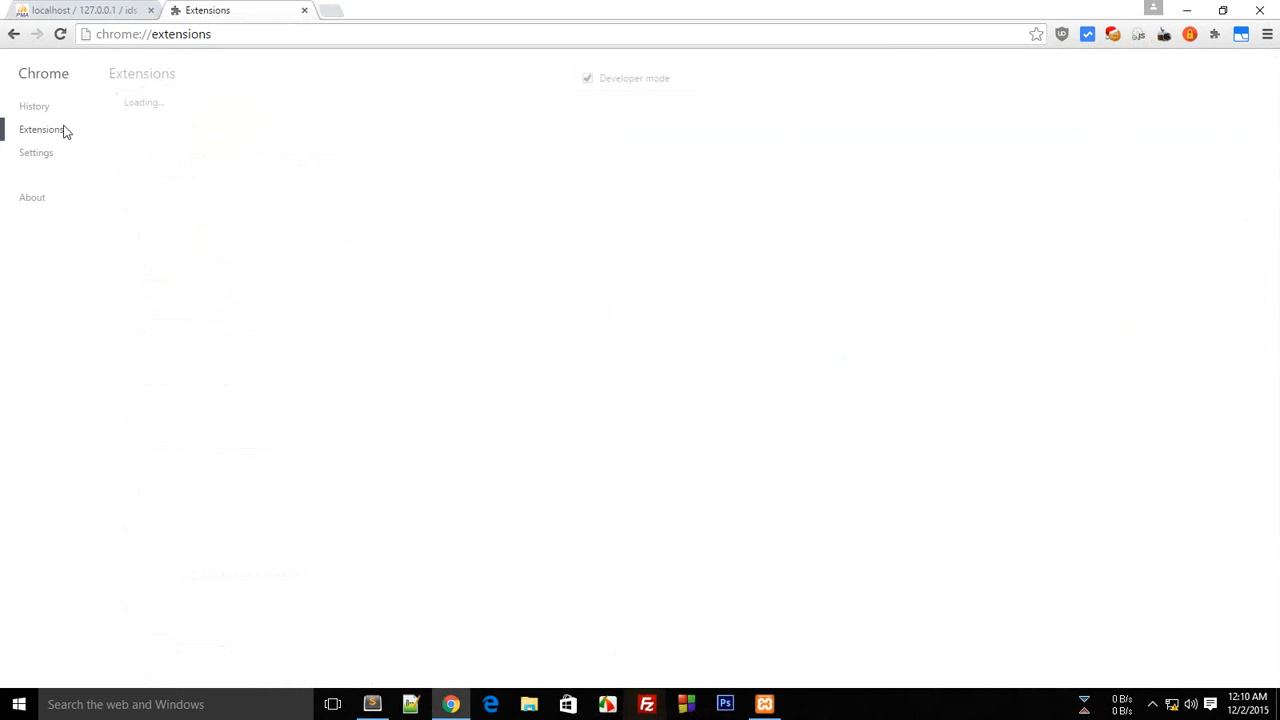 localhost / 127.0.0.1 / ids
Extensions
chrome://extensions
Chrome
Extensions
Developer mode
History
Loading...
Extensions
Settings
About
Search the web and Windows
Ps
0 B/s
0 B/s
12:10 AM
12/2/2015